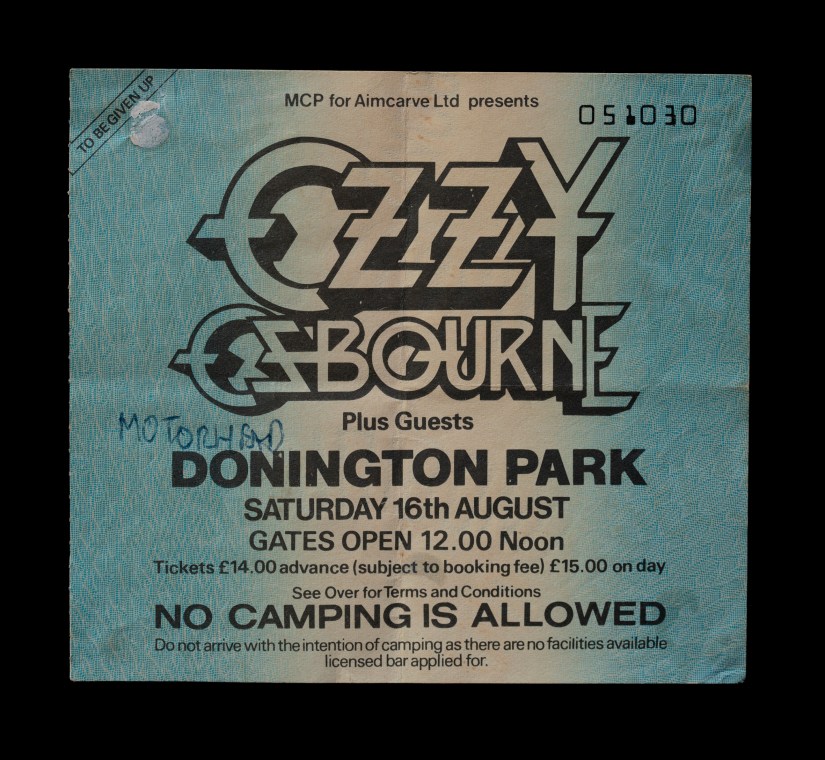 TO BE GIVEN UP
MCP for Aimcarve Ltd presents
051030
OZZY
OSBOURNE
Plus Guests
MOTORHEAD
DONINGTON PARK
SATURDAY 16th AUGUST
GATES OPEN 12.00 Noon
Tickets £14.00 advance (subject to booking fee) £15.00 on day
See Over for Terms and Conditions
NO CAMPING IS ALLOWED
Do not arrive with the intention of camping as there are no facilities available
licensed bar applied for.